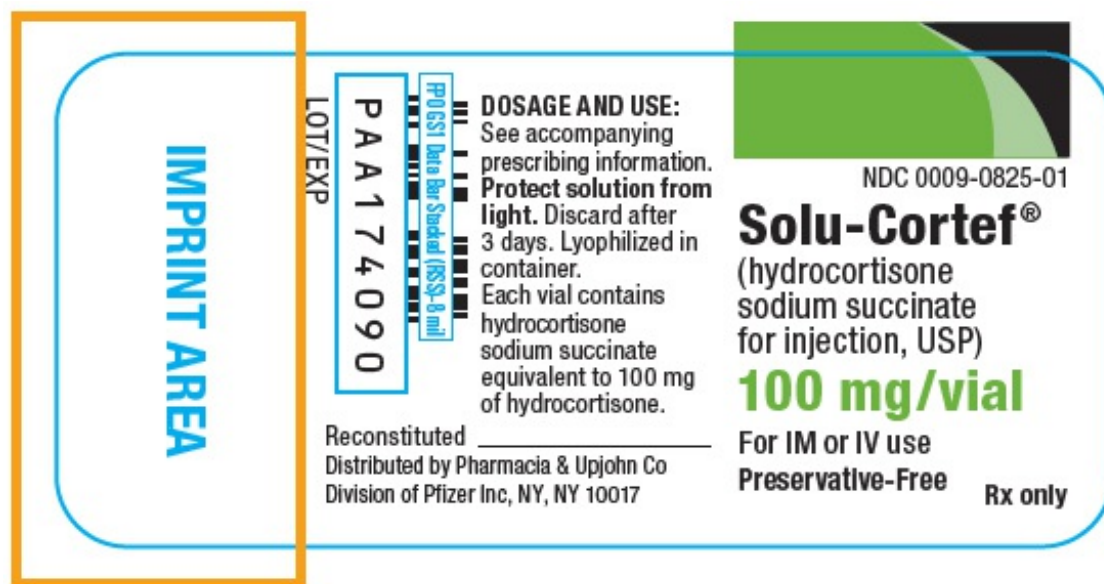 IMPRINT AREA
LOT/EXP
PAA174090
FPO GS1 Data Bar Stacked (RSS)-8 mil
DOSAGE AND USE:
See accompanying
prescribing information.
Protect solution from
light. Discard after
3 days. Lyophilized in
container.
Each vial contains
hydrocortisone
sodium succinate
equivalent to 100 mg
of hydrocortisone.
Reconstituted
Distributed by Pharmacia & Upjohn Co
Division of Pfizer Inc, NY, NY 10017
NDC 0009-0825-01
Solu-Cortef®
(hydrocortisone
sodium succinate
for injection, USP)
100 mg/vial
For IM or IV use
Preservative-Free
Rx only